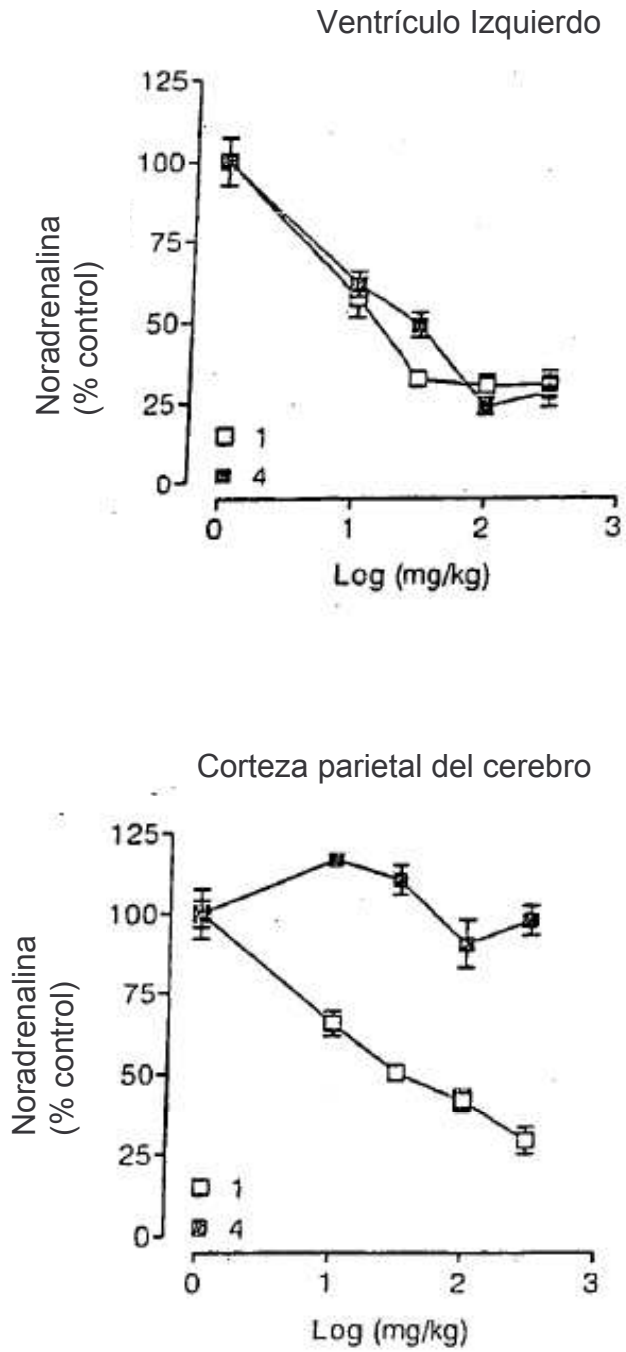 Ventrículo Izquierdo
125
100
75
50
25
0
Noradrenalina
(% control)
1
4
0 1 2 3
Log (mg/kg)
Corteza parietal del cerebro
125
100
75
50
25
0
Noradrenalina
(% control)
1
4
0 1 2 3
Log (mg/kg)